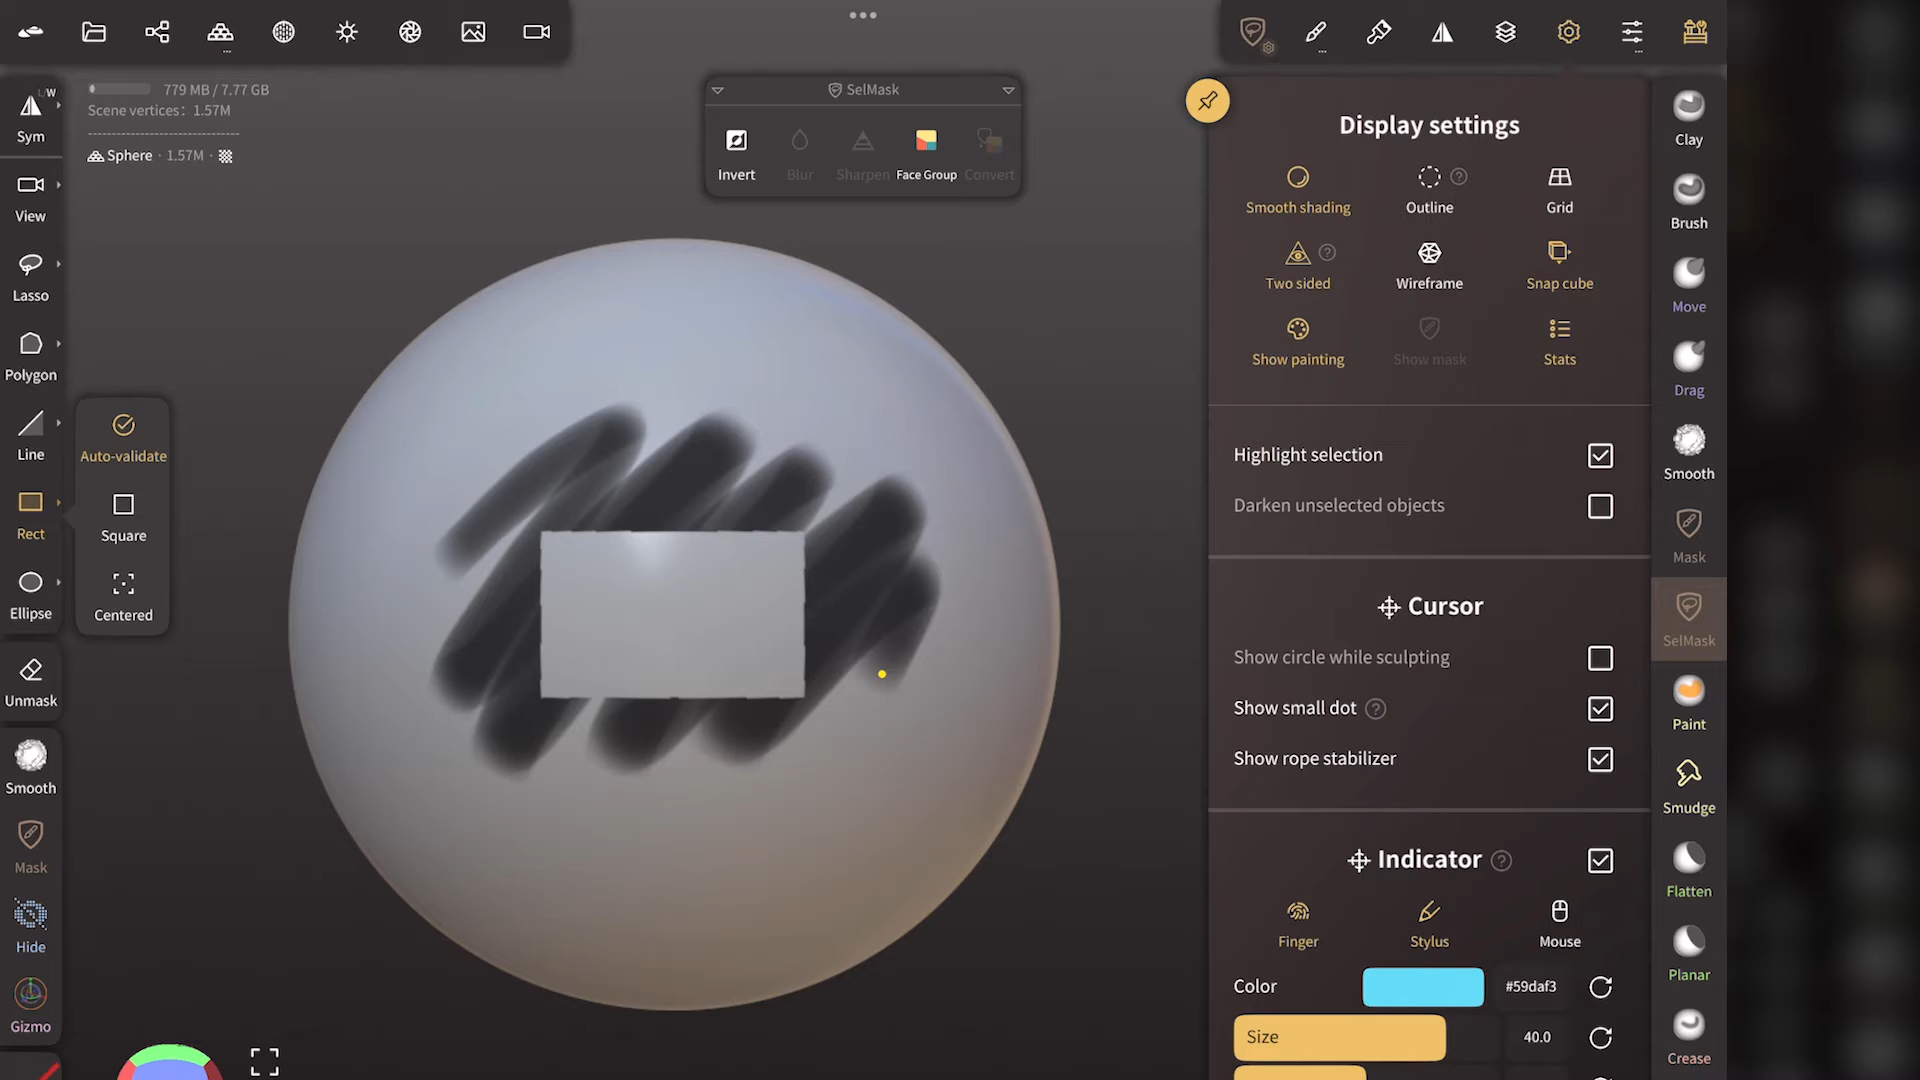 L/W
Sym
View
Lasso
Polygon
Line
Rect
Ellipse
Unmask
Smooth
Mask
Hide
Gizmo
Auto-validate
Square
Centered
779 MB / 7.77 GB
Scene vertices: 1.57M
Sphere · 1.57M ·
SelMask
Invert
Blur
Sharpen
Face Group
Convert
Display settings
Smooth shading
Outline
Grid
Two sided
Wireframe
Snap cube
Show painting
Show mask
Stats
Highlight selection
Darken unselected objects
Cursor
Show circle while sculpting
Show small dot
Show rope stabilizer
Indicator
Finger
Stylus
Mouse
Color
#59daf3
Size
40.0
Clay
Brush
Move
Drag
Smooth
Mask
SelMask
Paint
Smudge
Flatten
Planar
Crease